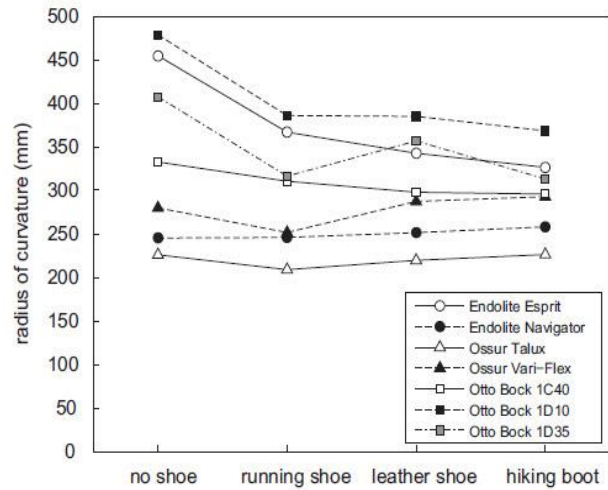 500
450
400
350
300
250
200
150
100
50
0
radius of curvature (mm)
no shoe running shoe leather shoe hiking boot
Endolite Esprit
Endolite Navigator
Ossur Talux
Ossur Vari-Flex
Otto Bock 1C40
Otto Bock 1D10
Otto Bock 1D35